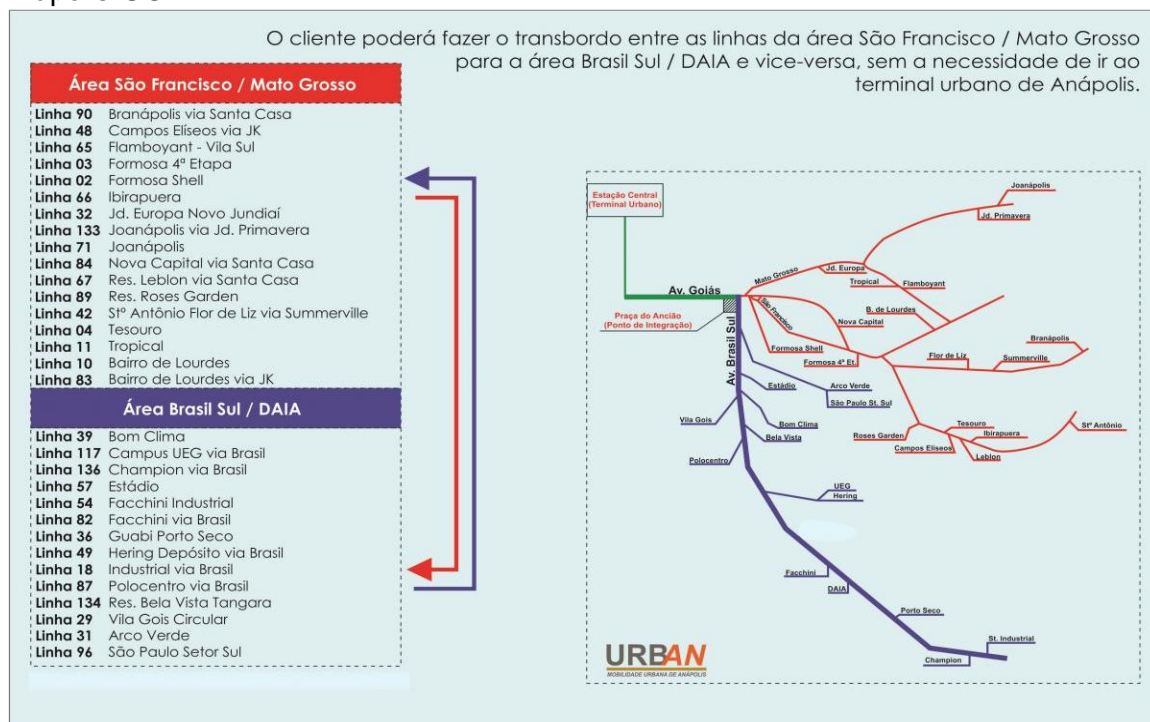 O cliente poderá fazer o transbordo entre as linhas da área São Francisco / Mato Grosso
para a área Brasil Sul / DAIA e vice-versa, sem a necessidade de ir ao
terminal urbano de Anápolis.
Área São Francisco / Mato Grosso
Linha 90 Branápolis via Santa Casa
Linha 48 Campos Elíseos via JK
Linha 65 Flamboyant - Vila Sul
Linha 03 Formosa 4ª Etapa
Linha 02 Formosa Shell
Linha 66 Ibirapuera
Linha 32 Jd. Europa Novo Jundiaí
Linha 133 Joanápolis via Jd. Primavera
Linha 71 Joanápolis
Linha 84 Nova Capital via Santa Casa
Linha 67 Res. Leblon via Santa Casa
Linha 89 Res. Roses Garden
Linha 42 Stº Antônio Flor de Liz via Summerville
Linha 04 Tesouro
Linha 11 Tropical
Linha 10 Bairro de Lourdes
Linha 83 Bairro de Lourdes via JK
Área Brasil Sul / DAIA
Linha 39 Bom Clima
Linha 117 Campus UEG via Brasil
Linha 136 Champion via Brasil
Linha 57 Estádio
Linha 54 Facchini Industrial
Linha 82 Facchini via Brasil
Linha 36 Guabi Porto Seco
Linha 49 Hering Depósito via Brasil
Linha 18 Industrial via Brasil
Linha 87 Polocentro via Brasil
Linha 134 Res. Bela Vista Tangara
Linha 29 Vila Gois Circular
Linha 31 Arco Verde
Linha 96 São Paulo Setor Sul
Estação Central
(Terminal Urbano)
Joanápolis
Jd. Primavera
Mato Grosso
Jd. Europa
Tropical
Flamboyant
Av. Goiás
Praça do Ancião
(Ponto de Integração)
São Francisco
B. de Lourdes
Nova Capital
Av. Brasil Sul
Formosa Shell
Formosa 4º Et.
Branápolis
Flor de Liz
Summerville
Estádio
Arco Verde
São Paulo St. Sul
Vila Gois
Bom Clima
Bela Vista
Polocentro
Roses Garden
Tesouro
Ibirapuera
Campos Elíseos
Leblon
Stº Antônio
UEG
Hering
Facchini
DAIA
Porto Seco
St. Industrial
Champion
URBAN
MOBILIDADE URBANA DE ANÁPOLIS